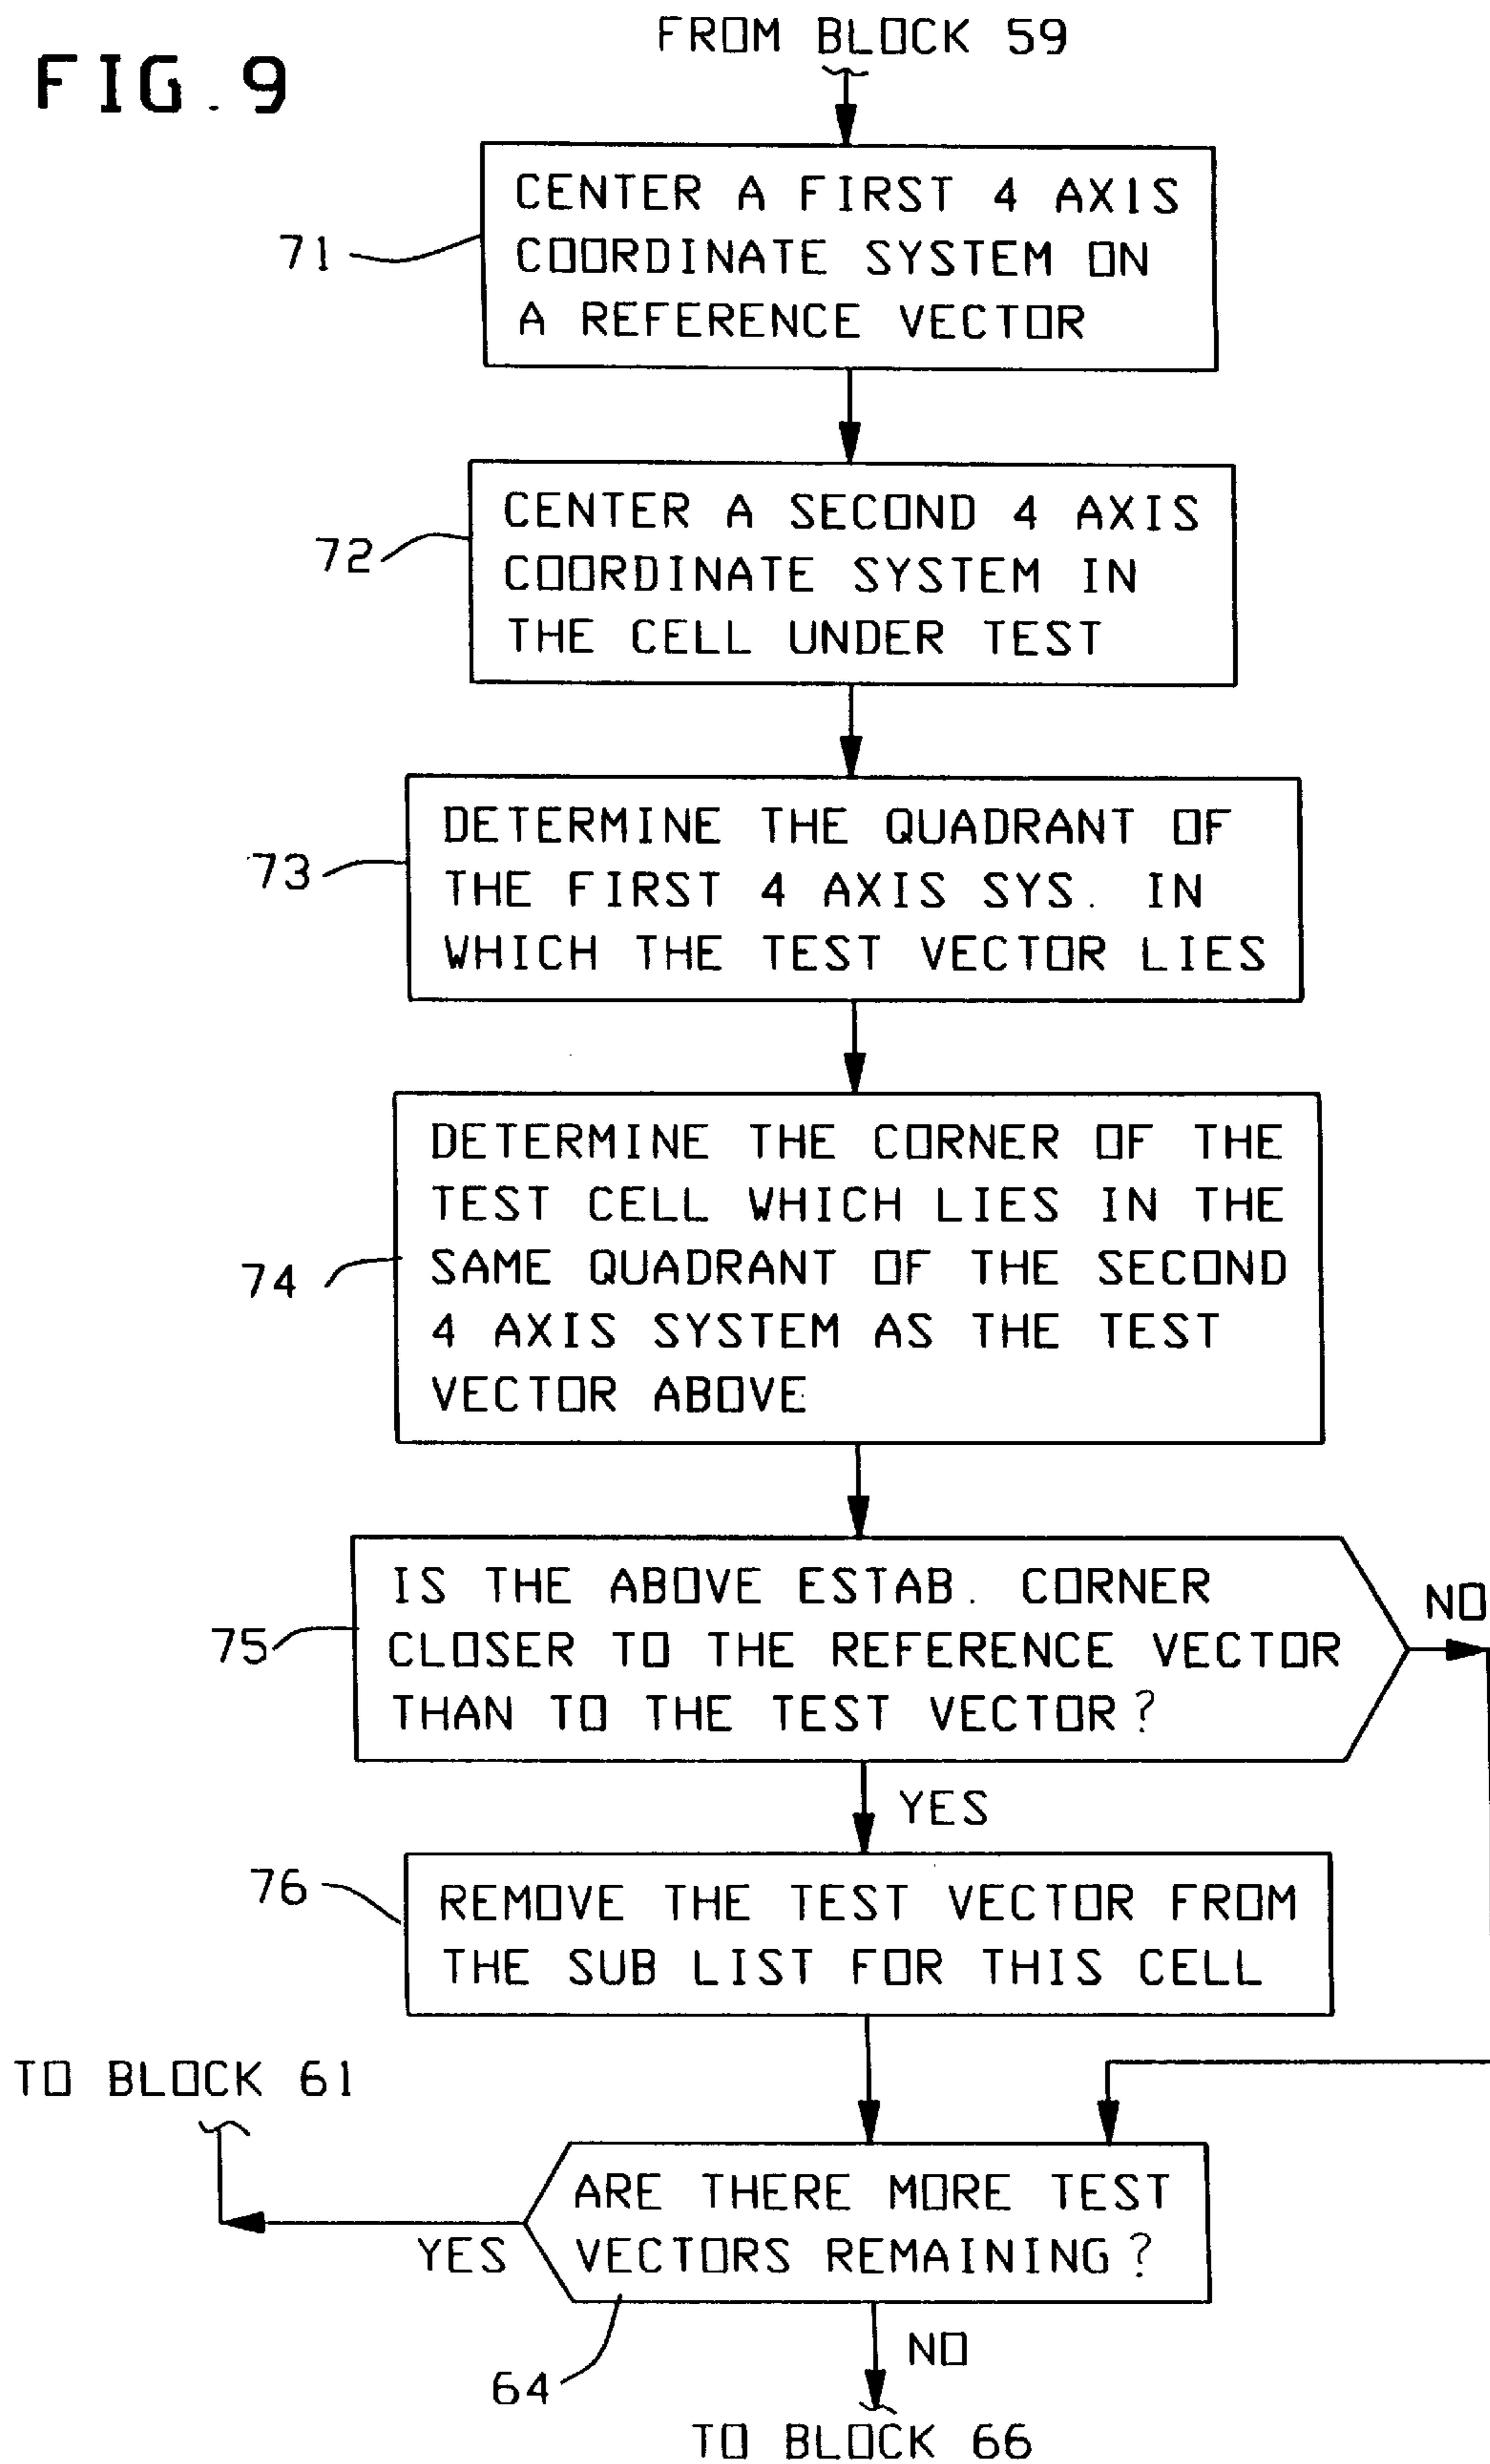 FIG.9
FROM BLOCK 59
71
CENTER A FIRST 4 AXIS
COORDINATE SYSTEM ON
A REFERENCE VECTOR
72
CENTER A SECOND 4 AXIS
COORDINATE SYSTEM IN
THE CELL UNDER TEST
73
DETERMINE THE QUADRANT OF
THE FIRST 4 AXIS SYS. IN
WHICH THE TEST VECTOR LIES
74
DETERMINE THE CORNER OF THE
TEST CELL WHICH LIES IN THE
SAME QUADRANT OF THE SECOND
4 AXIS SYSTEM AS THE TEST
VECTOR ABOVE
75
IS THE ABOVE ESTAB. CORNER
CLOSER TO THE REFERENCE VECTOR
THAN TO THE TEST VECTOR?
NO
YES
76
REMOVE THE TEST VECTOR FROM
THE SUB LIST FOR THIS CELL
TO BLOCK 61
ARE THERE MORE TEST
VECTORS REMAINING?
YES
64
NO
TO BLOCK 66